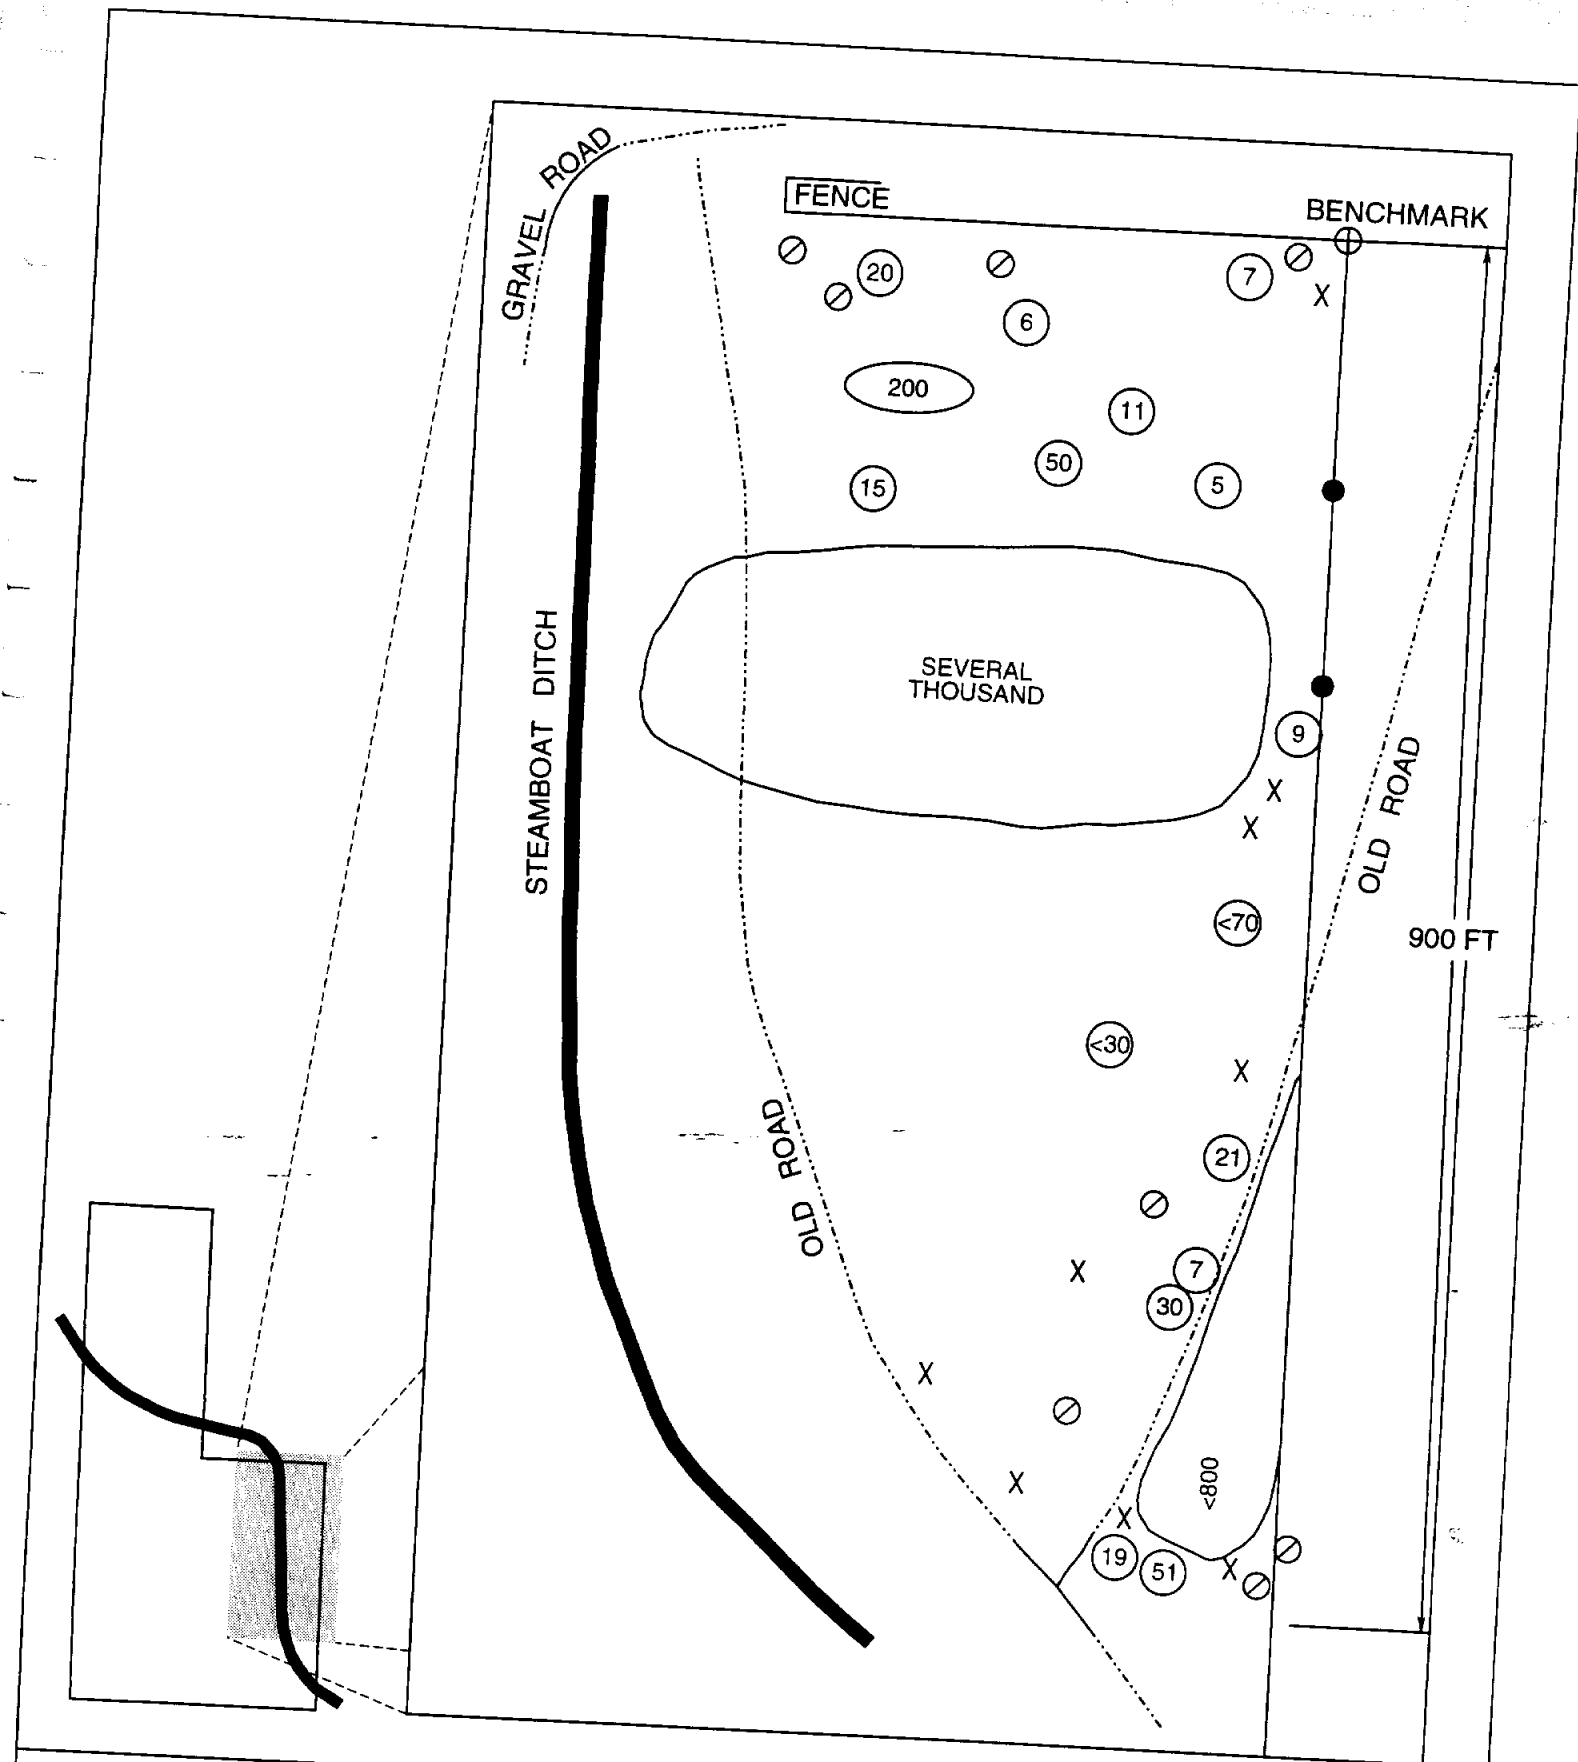 GRAVEL ROAD
FENCE
BENCHMARK
20
7
6
200
11
50
15
5
SEVERAL
THOUSAND
9
X
X
X
STEAMBOAT DITCH
OLD ROAD
<70
900 FT
<30
X
21
OLD ROAD
7
X
30
X
X
<800
X
19
51
X